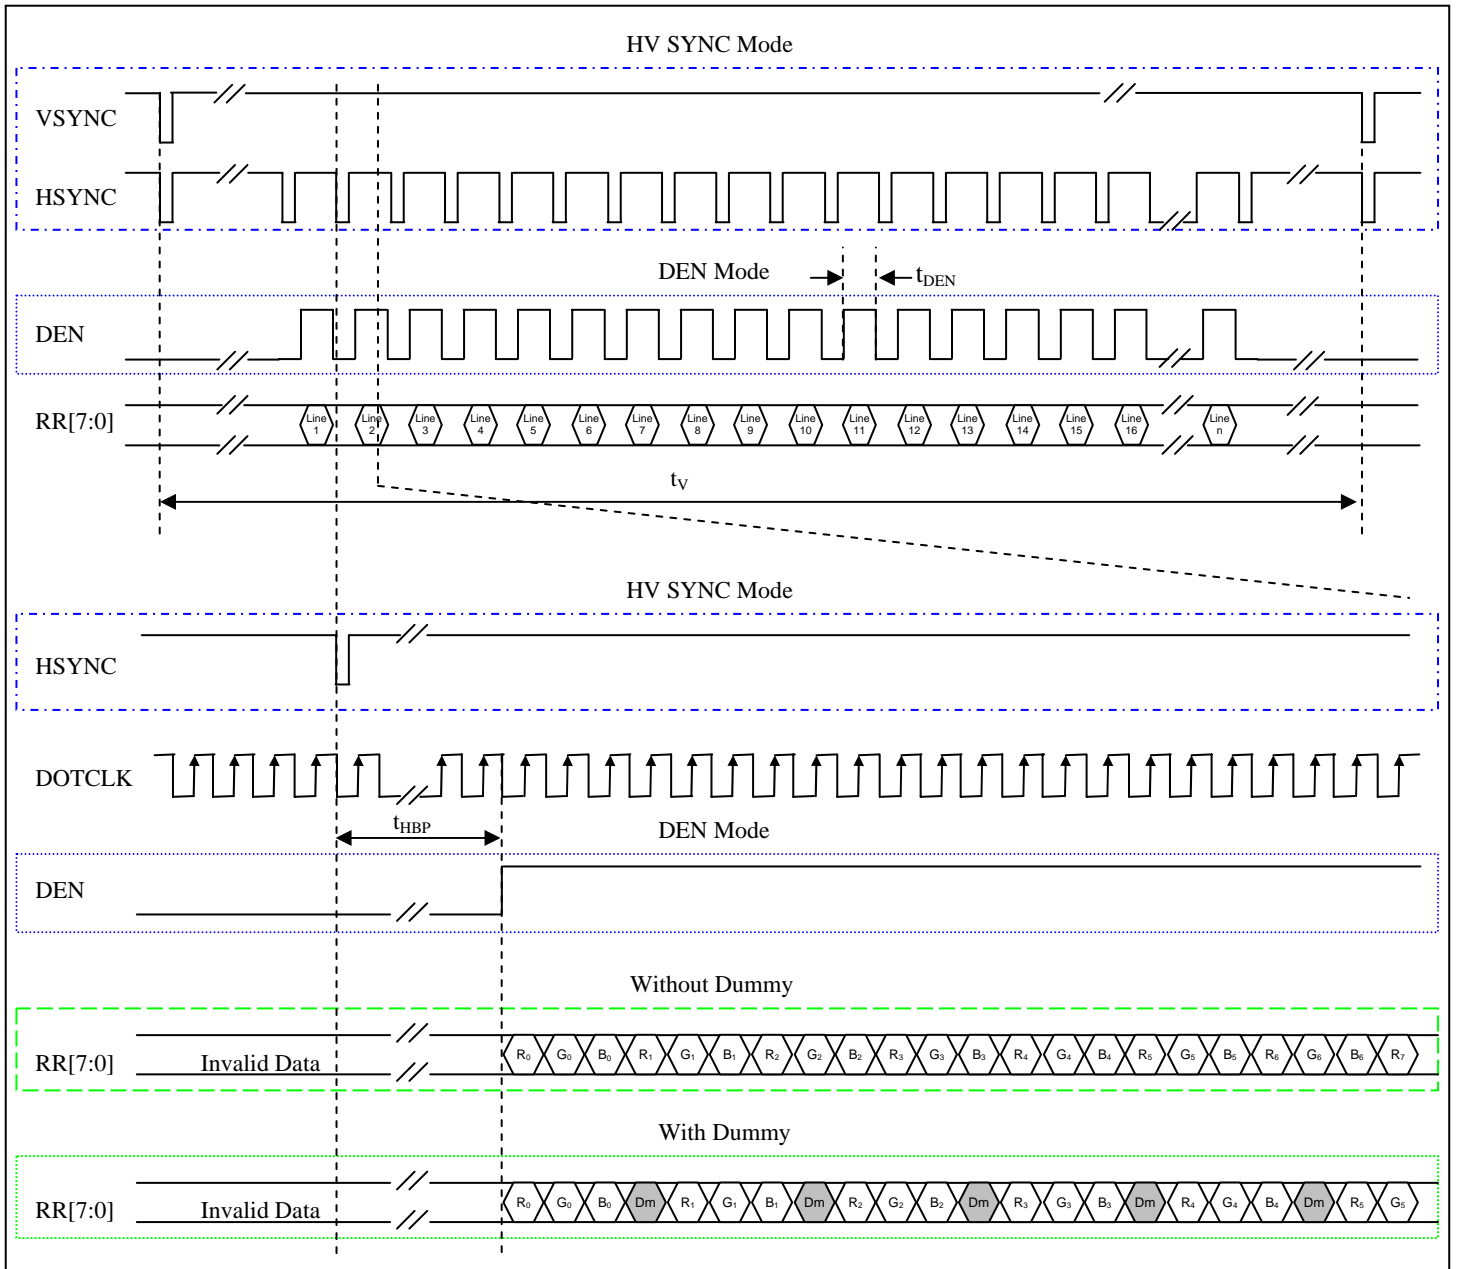 HV SYNC Mode
VSYNC
HSYNC
DEN Mode
tDEN
DEN
RR[7:0]
Line 1 Line 2 Line 3 Line 4 Line 5 Line 6 Line 7 Line 8 Line 9 Line 10 Line 11 Line 12 Line 13 Line 14 Line 15 Line 16 Line n
tV
HV SYNC Mode
HSYNC
DOTCLK
tHBP
DEN Mode
DEN
Without Dummy
RR[7:0] Invalid Data R0 G0 B0 R1 G1 B1 R2 G2 B2 R3 G3 B3 R4 G4 B4 R5 G5 B5 R6 G6 B6 R7
With Dummy
RR[7:0] Invalid Data R0 G0 B0 Dm R1 G1 B1 Dm R2 G2 B2 Dm R3 G3 B3 Dm R4 G4 B4 Dm R5 G5